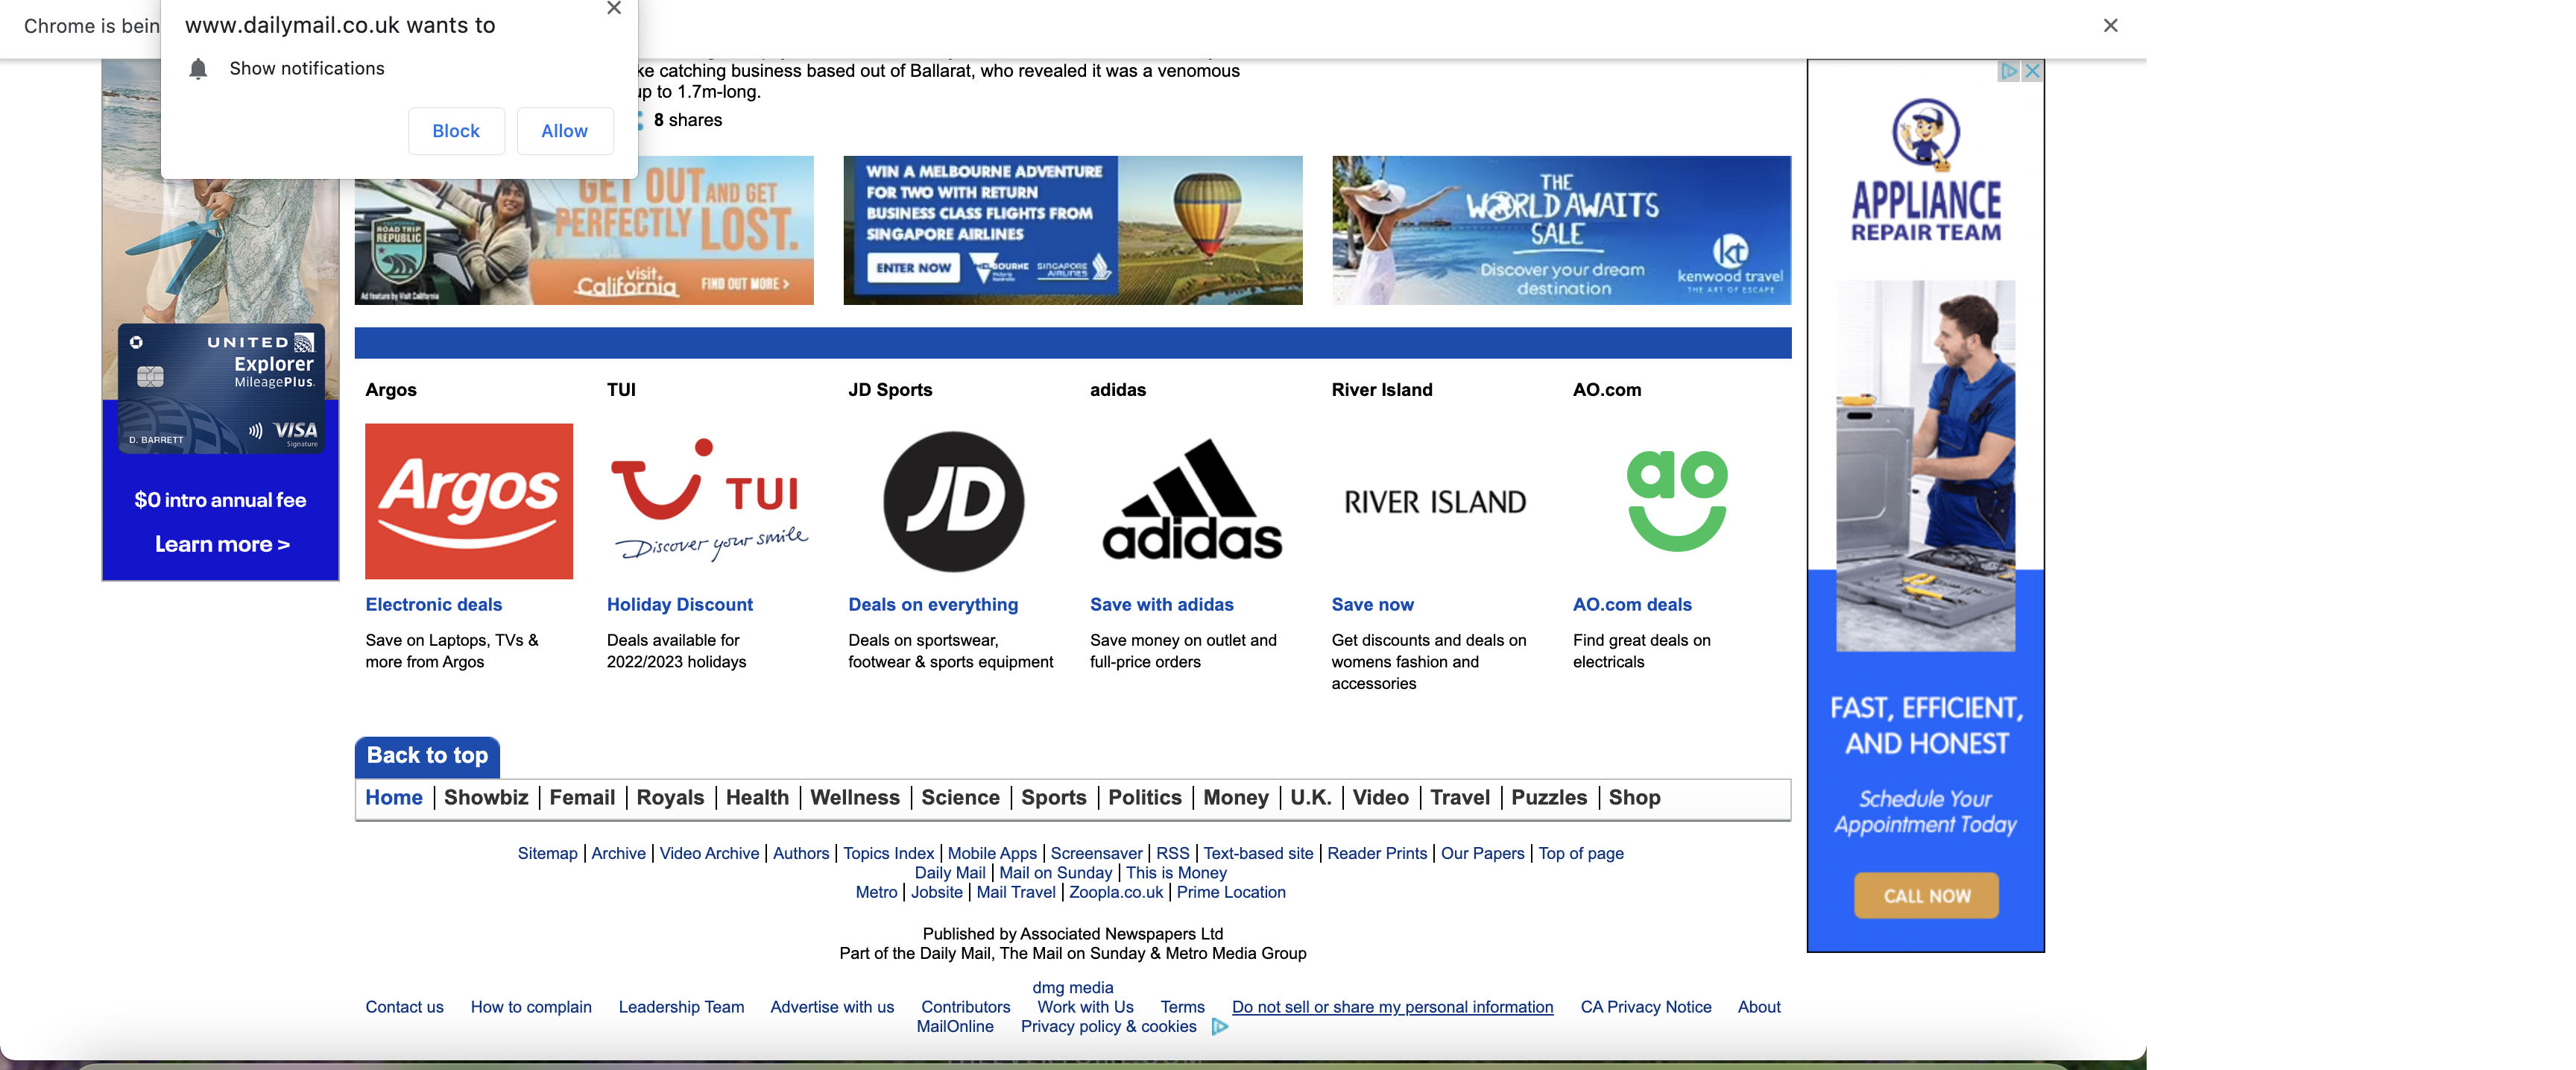 Chrome is bein
www.dailymail.co.uk wants to
Show notifications
Block
Allow
ke catching business based out of Ballarat, who revealed it was a venomous
up to 1.7m-long.
8 shares
GET OUT AND GET
PERFECTLY LOST.
ROAD TRIP
REPUBLIC
visit
California
FIND OUT MORE >
Ad feature by Visit California
WIN A MELBOURNE ADVENTURE
FOR TWO WITH RETURN
BUSINESS CLASS FLIGHTS FROM
SINGAPORE AIRLINES
ENTER NOW
SINGAPORE
AIRLINES
THE
WORLD AWAITS
SALE
Discover your dream
destination
kt
kenwood travel
THE ART OF ESCAPE
UNITED
Explorer
MileagePlus.
D. BARRETT
VISA
Signature
$0 intro annual fee
Learn more >
APPLIANCE
REPAIR TEAM
FAST, EFFICIENT,
AND HONEST
Schedule Your
Appointment Today
CALL NOW
Argos
TUI
JD Sports
adidas
River Island
AO.com
Argos
TUI
Discover your smile
JD
adidas
RIVER ISLAND
ao
Electronic deals
Save on Laptops, TVs &
more from Argos
Holiday Discount
Deals available for
2022/2023 holidays
Deals on everything
Deals on sportswear,
footwear & sports equipment
Save with adidas
Save money on outlet and
full-price orders
Save now
Get discounts and deals on
womens fashion and
accessories
AO.com deals
Find great deals on
electricals
Back to top
Home | Showbiz | Femail | Royals | Health | Wellness | Science | Sports | Politics | Money | U.K. | Video | Travel | Puzzles | Shop
Sitemap | Archive | Video Archive | Authors | Topics Index | Mobile Apps | Screensaver | RSS | Text-based site | Reader Prints | Our Papers | Top of page
Daily Mail | Mail on Sunday | This is Money
Metro | Jobsite | Mail Travel | Zoopla.co.uk | Prime Location
Published by Associated Newspapers Ltd
Part of the Daily Mail, The Mail on Sunday & Metro Media Group
dmg media
Contact us How to complain Leadership Team Advertise with us Contributors Work with Us Terms Do not sell or share my personal information CA Privacy Notice About
MailOnline Privacy policy & cookies